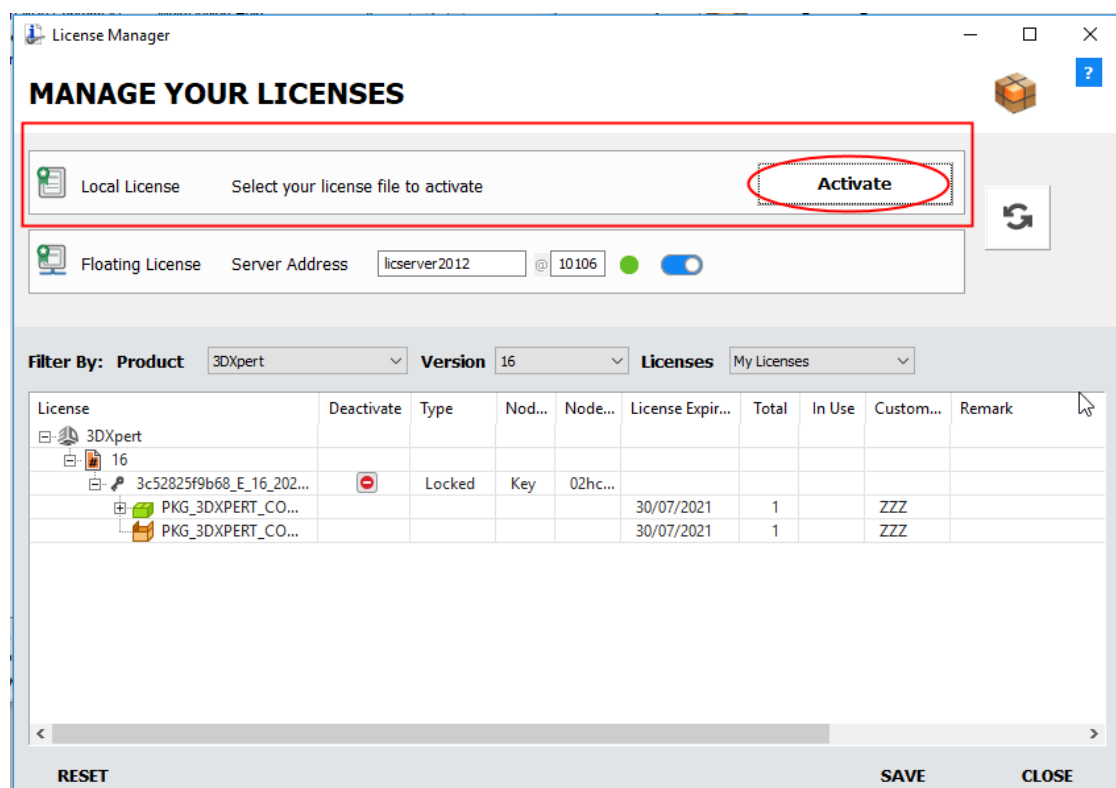 License Manager
?
MANAGE YOUR LICENSES
Local License Select your license file to activate Activate
Floating License Server Address licserver2012 @ 10106
Filter By: Product 3DXpert Version 16 Licenses My Licenses
License Deactivate Type Nod... Node... License Expir... Total In Use Custom... Remark
3DXpert
16
3c52825f9b68_E_16_202... Locked Key 02hc...
PKG_3DXPERT_CO... 30/07/2021 1 ZZZ
PKG_3DXPERT_CO... 30/07/2021 1 ZZZ
RESET SAVE CLOSE